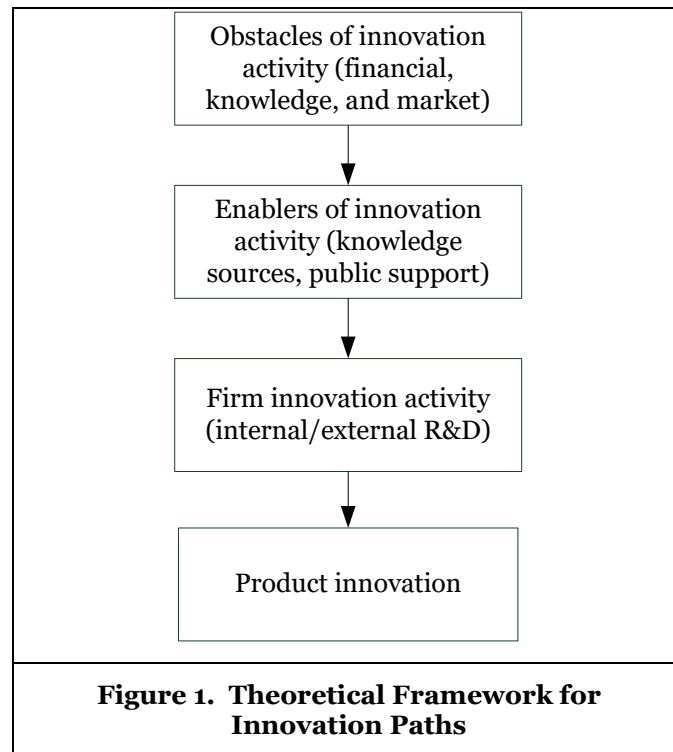 Obstacles of innovation
activity (financial,
knowledge, and market)
Enablers of innovation
activity (knowledge
sources, public support)
Firm innovation activity
(internal/external R&D)
Product innovation
Figure 1. Theoretical Framework for
Innovation Paths